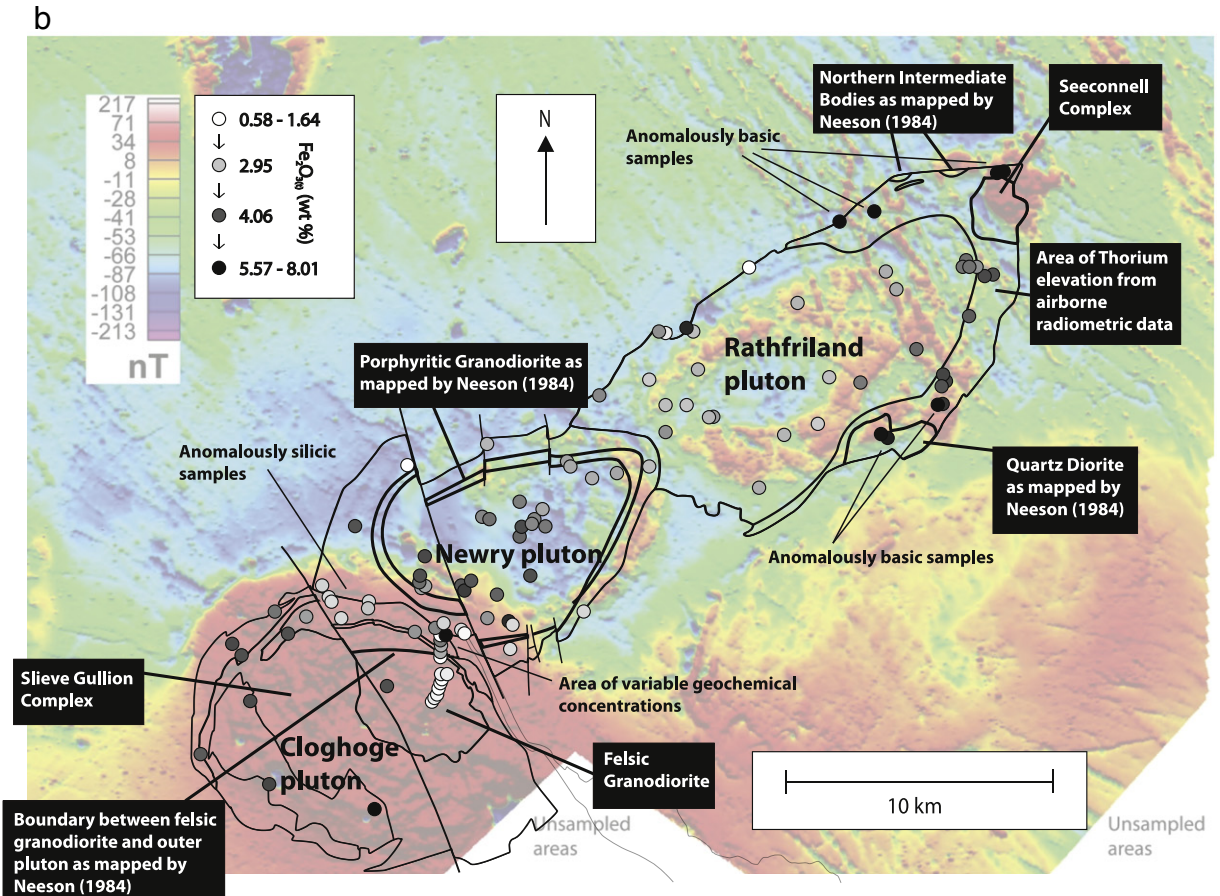 b
217
71
34
8
-11
-28
-41
-53
-66
-87
-108
-131
-213
nT
0.58 - 1.64
2.95
4.06
5.57 - 8.01
Fe2O3(t) (wt %)
N
Anomalously basic
samples
Northern Intermediate
Bodies as mapped by
Neeson (1984)
Seeconnell
Complex
Area of Thorium
elevation from
airborne
radiometric data
Porphyritic Granodiorite as
mapped by Neeson (1984)
Rathfriland
pluton
Anomalously silicic
samples
Quartz Diorite
as mapped by
Neeson (1984)
Newry pluton
Anomalously basic samples
Slieve Gullion
Complex
Area of variable geochemical
concentrations
Cloghoge
pluton
Felsic
Granodiorite
10 km
Boundary between felsic
granodiorite and outer
pluton as mapped by
Neeson (1984)
Unsampled
areas
Unsampled
areas